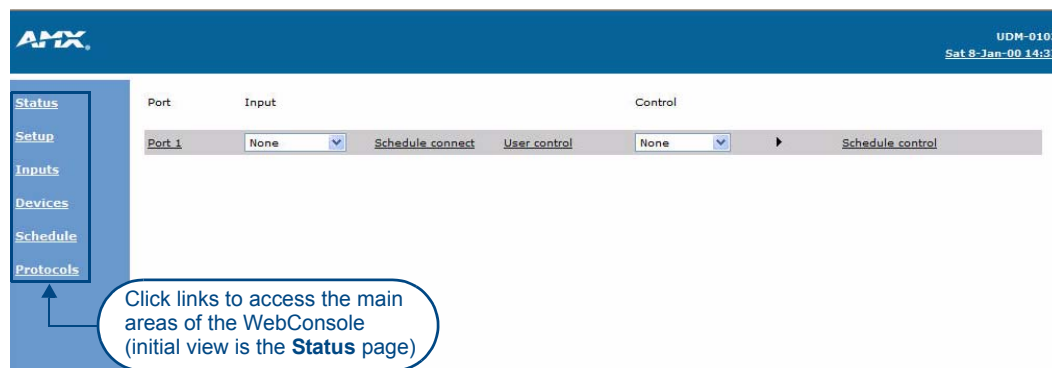 AMX
UDM-010
Sat 8-Jan-00 14:3
Status
Setup
Inputs
Devices
Schedule
Protocols
Port Input Control
Port 1 None Schedule connect User control None Schedule control
Click links to access the main
areas of the WebConsole
(initial view is the Status page)